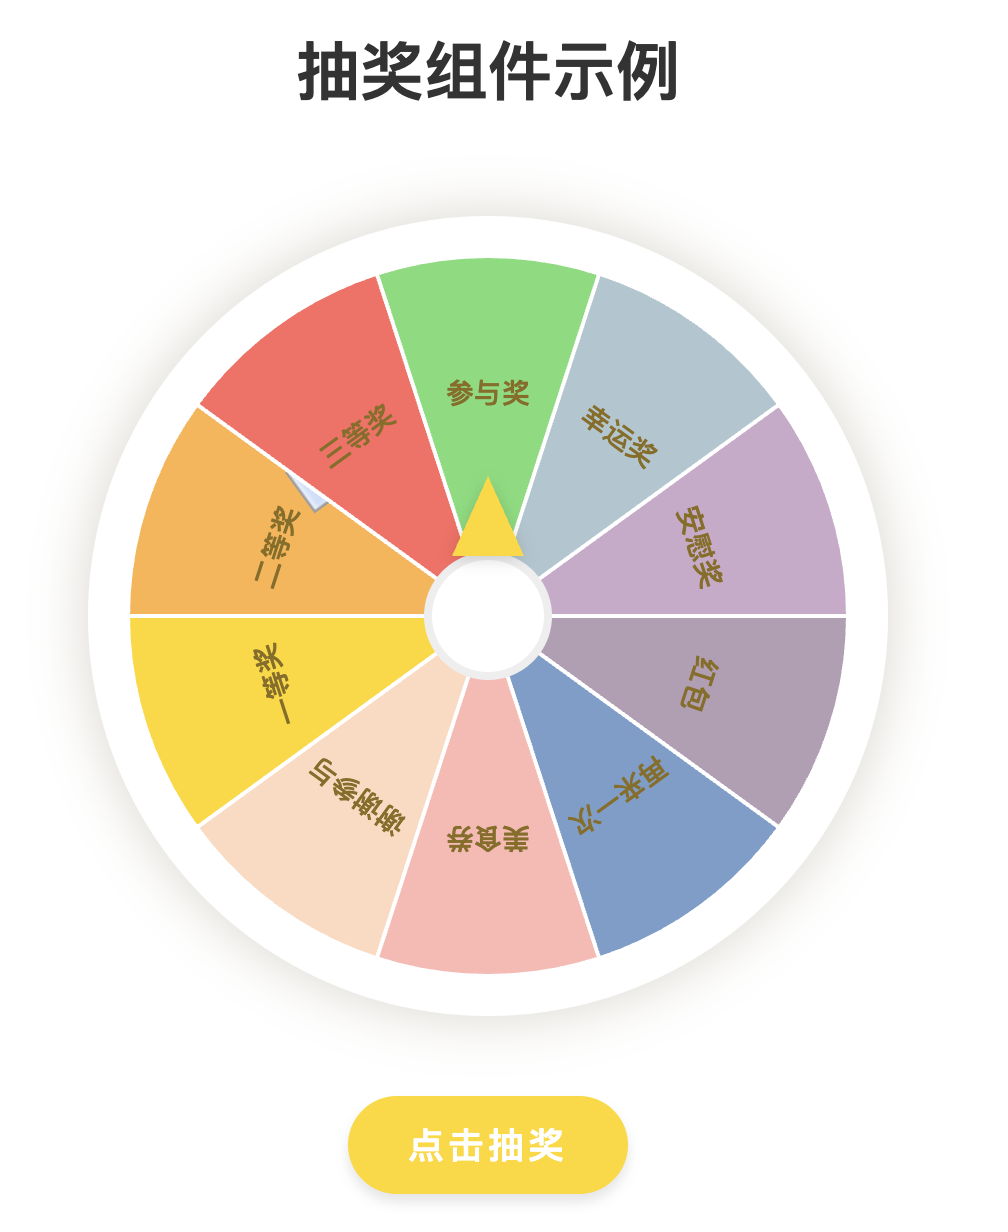 抽奖组件示例
参与奖
幸运奖
安慰奖
红包
再来一次
美食券
谢谢参与
一等奖
二等奖
三等奖
点击抽奖